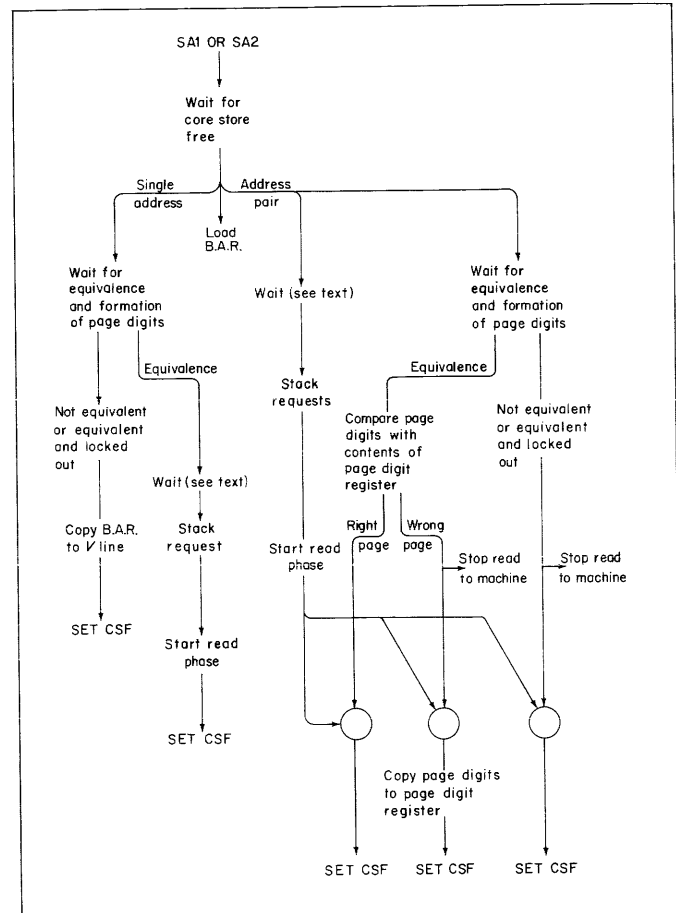 SA1 OR SA2
Wait for
core store
free
Single
address
Address
pair
Load
B.A.R.
Wait for
equivalence
and formation
of page digits
Wait (see text)
Wait for
equivalence
and formation
of page digits
Equivalence
Equivalence
Not equivalent
or equivalent
and locked
out
Stack
requests
Compare page
digits with
contents of
page digit
register
Not equivalent
or equivalent
and locked
out
Wait (see text)
Copy B.A.R.
to V line
Stack
request
Start read
phase
Right
page
Wrong
page
Stop read
to machine
Stop read
to machine
SET CSF
Start read
phase
SET CSF
Copy page digits
to page digit
register
SET CSF
SET CSF
SET CSF